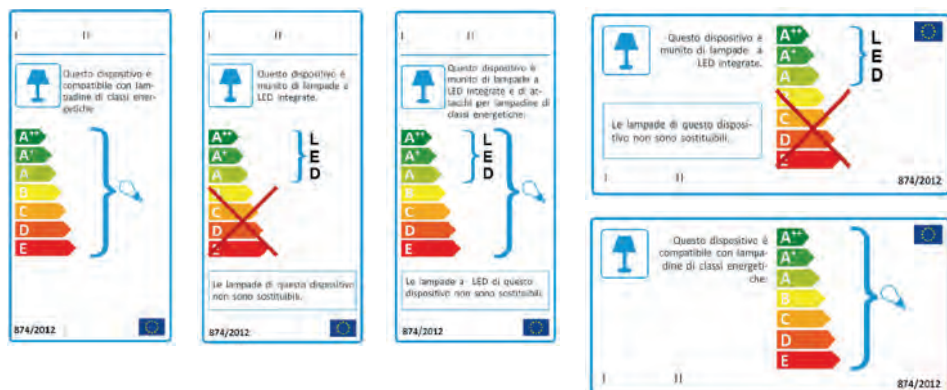 I II
Questo dispositivo è
compatibile con lam-
padine di classi ener-
getiche
A++
A+
A
B
C
D
E
874/2012
I II
Questo dispositivo è
munito di lampade a
LED integrate.
A++
A+
A
C
D
E
L
E
D
Le lampade di questo dispositivo
non sono sostituibili.
874/2012
I II
Questo dispositivo è
munito di lampade a
LED integrate e di at-
tacchi per lampadine di
classi energetiche:
A++
A+
A
B
C
D
E
L
E
D
Le lampade a LED di questo
dispositivo non sono sostituibili.
874/2012
Questo dispositivo è
munito di lampade a
LED integrate.
Le lampade di questo disposi-
tivo non sono sostituibili.
I II
A++
A+
A
C
D
E
L
E
D
874/2012
Questo dispositivo è
compatibile con lampa-
dine di classi energeti-
che:
I II
A++
A+
A
B
C
D
E
874/2012